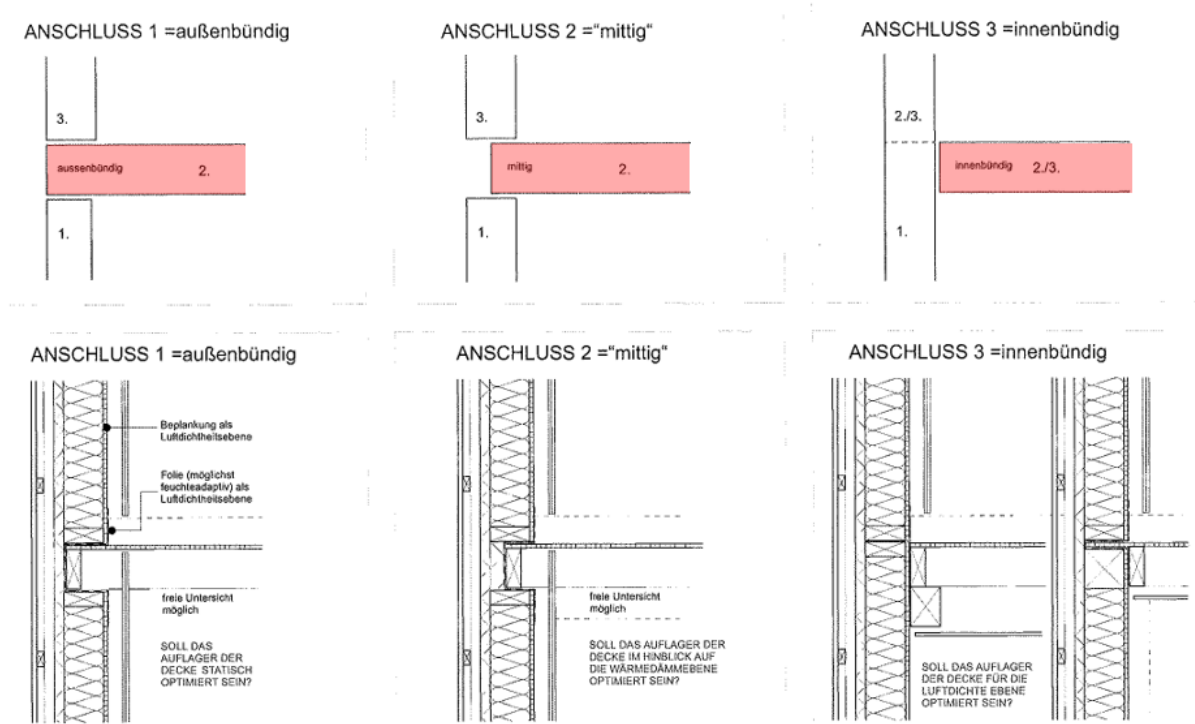 ANSCHLUSS 1 =außenbündig
3.
aussenbündig 2.
1.
ANSCHLUSS 2 =“mittig“
3.
mittig 2.
1.
ANSCHLUSS 3 =innenbündig
2./3.
innenbündig 2./3.
1.
ANSCHLUSS 1 =außenbündig
Beplankung als
Luftdichtheitsebene
Folie (möglichst
feuchteadaptiv) als
Luftdichtheitsebene
freie Untersicht
möglich
SOLL DAS
AUFLAGER DER
DECKE STATISCH
OPTIMIERT SEIN?
ANSCHLUSS 2 =“mittig“
freie Untersicht
möglich
SOLL DAS AUFLAGER DER
DECKE IM HINBLICK AUF
DIE WÄRMEDÄMMEBENE
OPTIMIERT SEIN?
ANSCHLUSS 3 =innenbündig
SOLL DAS AUFLAGER
DER DECKE FÜR DIE
LUFTDICHTE EBENE
OPTIMIERT SEIN?